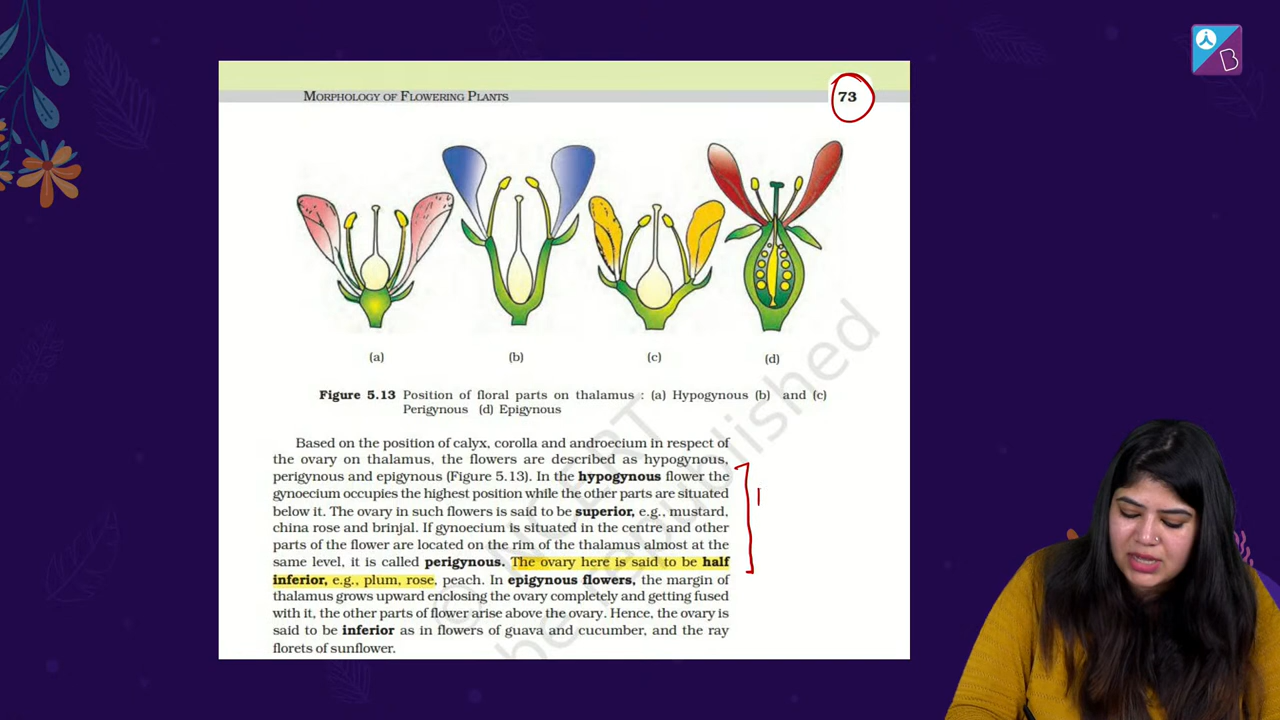 MORPHOLOGY OF FLOWERING PLANTS
73
(a)
(b)
(c)
(d)
Figure 5.13 Position of floral parts on thalamus : (a) Hypogynous (b) and (c)
Perigynous (d) Epigynous
Based on the position of calyx, corolla and androecium in respect of
the ovary on thalamus, the flowers are described as hypogynous,
perigynous and epigynous (Figure 5.13). In the hypogynous flower the
gynoecium occupies the highest position while the other parts are situated
below it. The ovary in such flowers is said to be superior, e.g., mustard,
china rose and brinjal. If gynoecium is situated in the centre and other
parts of the flower are located on the rim of the thalamus almost at the
same level, it is called perigynous. The ovary here is said to be half
inferior, e.g., plum, rose, peach. In epigynous flowers, the margin of
thalamus grows upward enclosing the ovary completely and getting fused
with it, the other parts of flower arise above the ovary. Hence, the ovary is
said to be inferior as in flowers of guava and cucumber, and the ray
florets of sunflower.
© NCERT
be republished
B